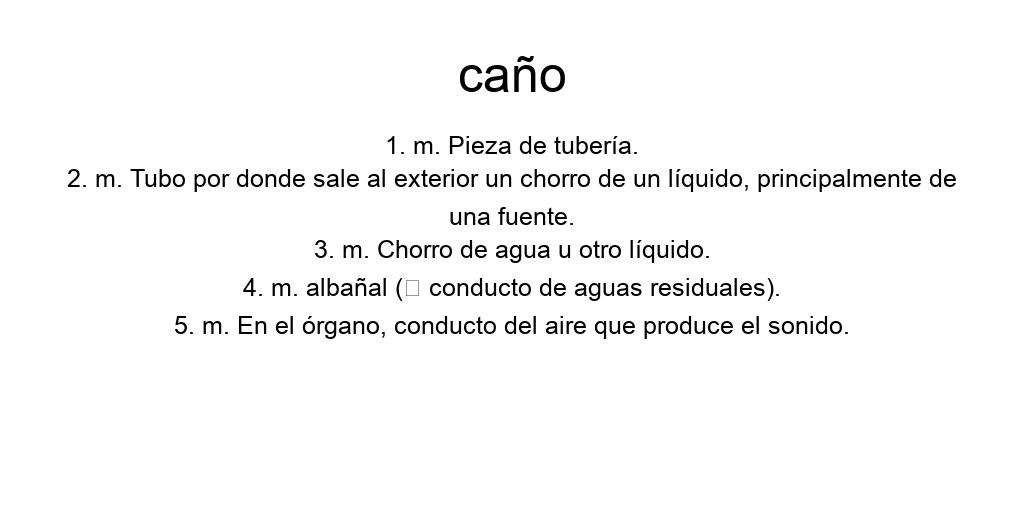 caño
1. m. Pieza de tubería.
2. m. Tubo por donde sale al exterior un chorro de un líquido, principalmente de
una fuente.
3. m. Chorro de agua u otro líquido.
4. m. albañal (□ conducto de aguas residuales).
5. m. En el órgano, conducto del aire que produce el sonido.